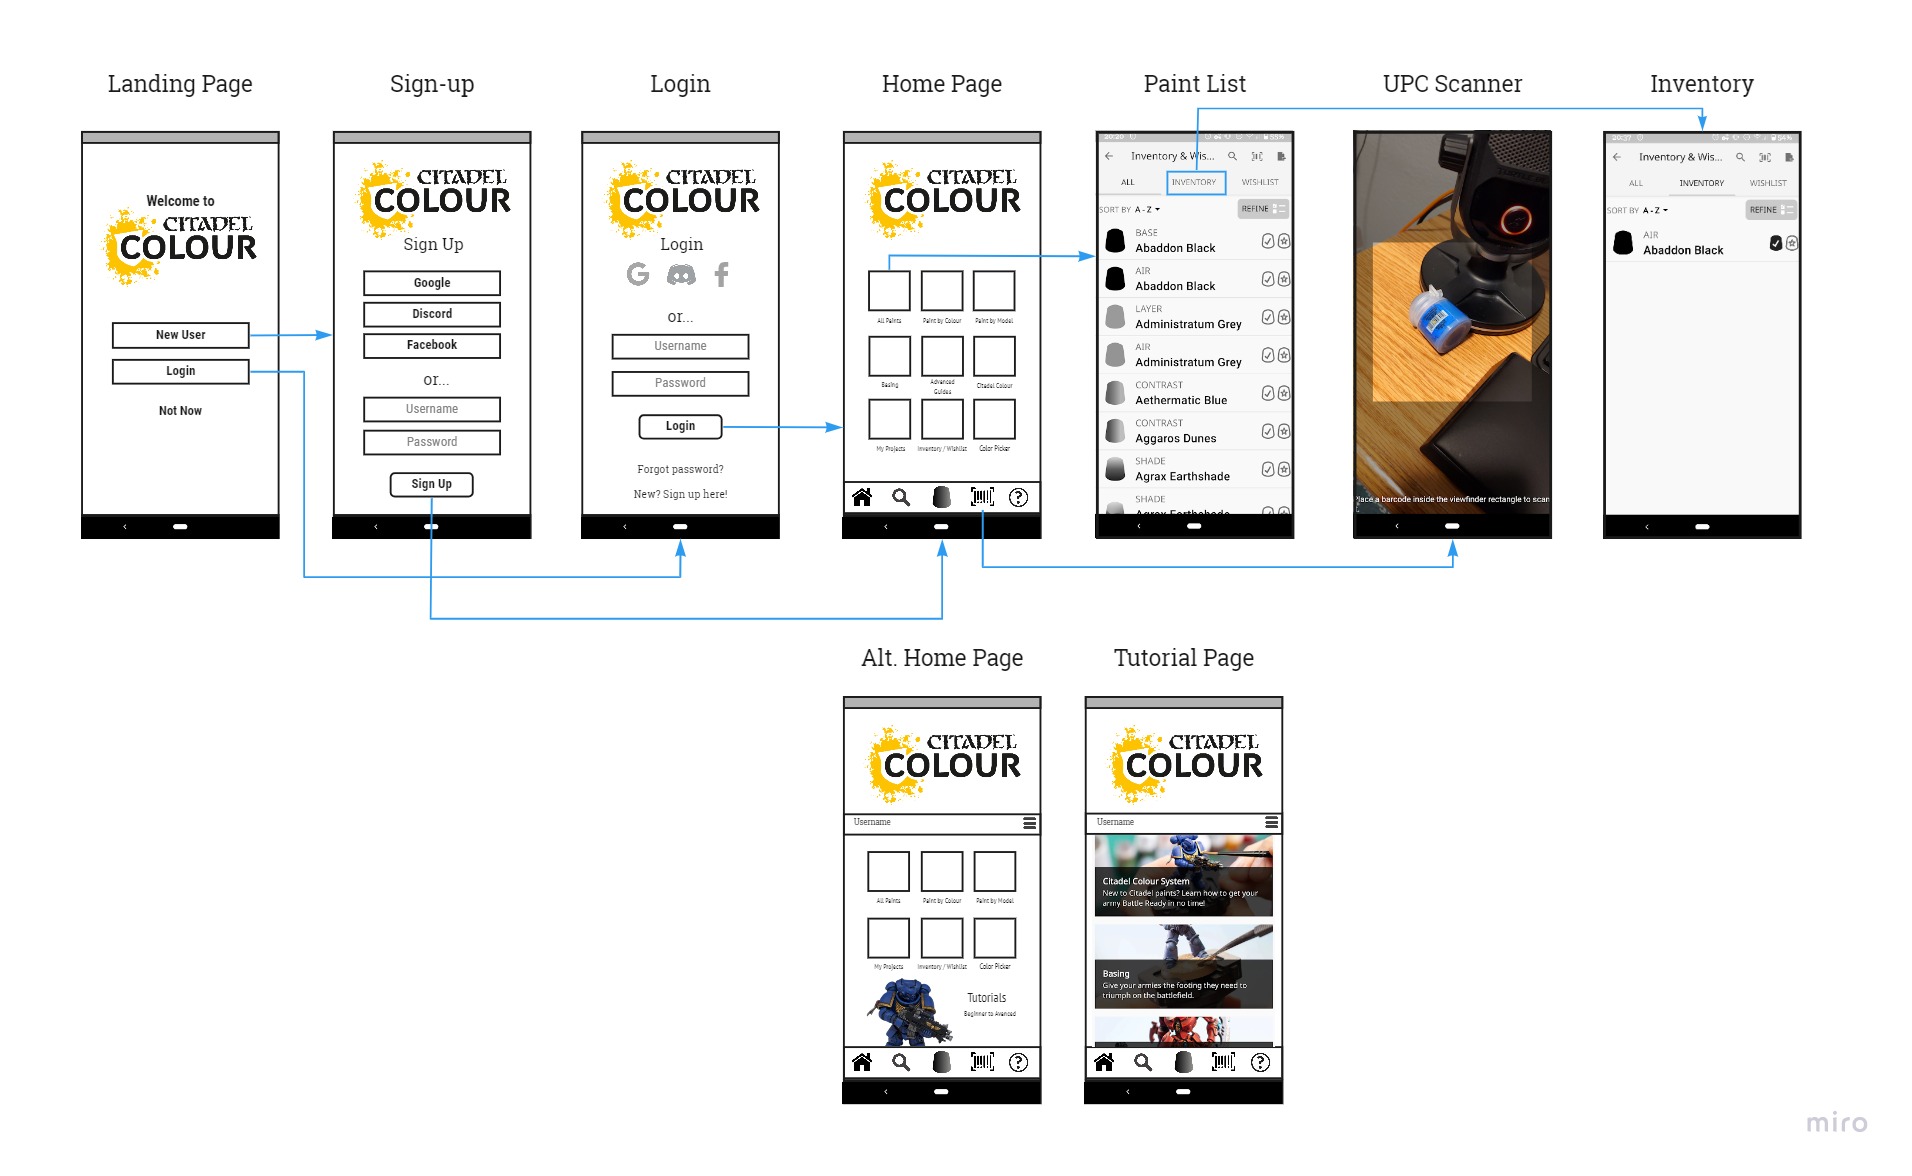 Landing Page
Sign-up
Login
Home Page
Paint List
UPC Scanner
Inventory
Welcome to
CITADEL
COLOUR
New User
Login
Not Now
CITADEL
COLOUR
Sign Up
Google
Discord
Facebook
or...
Username
Password
Sign Up
CITADEL
COLOUR
Login
or...
Username
Password
Login
Forgot password?
New? Sign up here!
CITADEL
COLOUR
All Paints
Paint by Colour
Paint by Model
Basing
Advanced
Guides
Citadel Colour
My Projects
Inventory / Wishlist
Color Picker
20:20
53%
Inventory & Wis...
ALL
INVENTORY
WISHLIST
SORT BY A - Z
REFINE
BASE
Abaddon Black
AIR
Abaddon Black
LAYER
Administratum Grey
AIR
Administratum Grey
CONTRAST
Aethermatic Blue
CONTRAST
Aggaros Dunes
SHADE
Agrax Earthshade
SHADE
Agrax Earthshade
Place a barcode inside the viewfinder rectangle to scan
20:37
54%
Inventory & Wis...
ALL
INVENTORY
WISHLIST
SORT BY A - Z
REFINE
AIR
Abaddon Black
Alt. Home Page
Tutorial Page
CITADEL
COLOUR
Username
All Paints
Paint by Colour
Paint by Model
My Projects
Inventory / Wishlist
Color Picker
Tutorials
Beginner to Avanced
CITADEL
COLOUR
Username
Citadel Colour System
New to Citadel paints? Learn how to get your
army Battle Ready in no time!
Basing
Give your armies the footing they need to
triumph on the battlefield.
miro